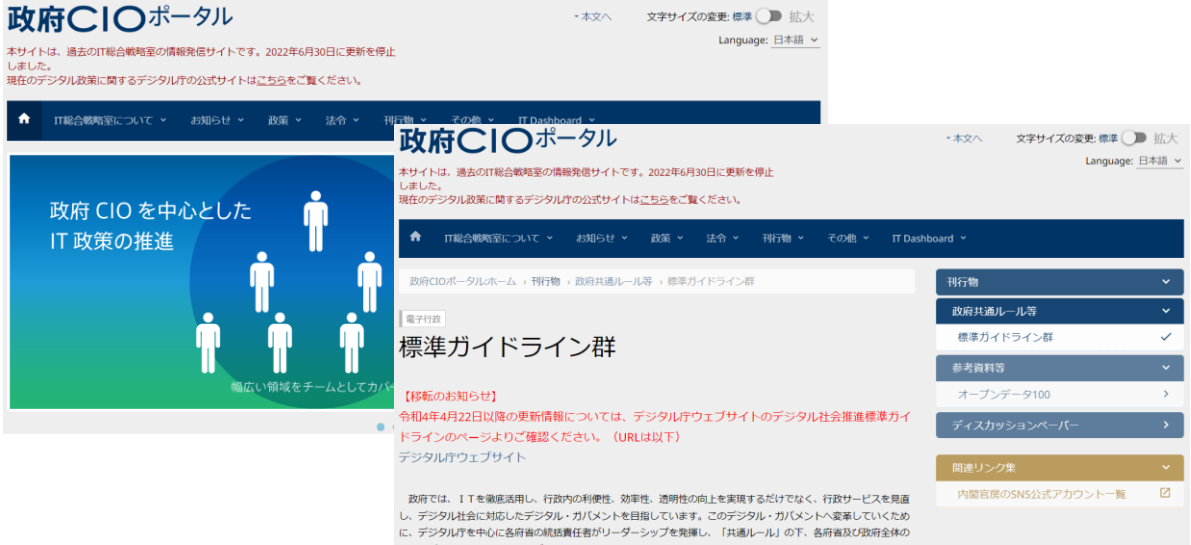 政府CIOポータル
・本文へ 文字サイズの変更: 標準 拡大
Language: 日本語
本サイトは、過去のIT総合戦略室の情報発信サイトです。2022年6月30日に更新を停止
しました。
現在のデジタル政策に関するデジタル庁の公式サイトはこちらをご覧ください。
IT総合戦略室について お知らせ 政策 法令 刊行物 その他 IT Dashboard
政府 CIO を中心とした
IT 政策の推進
幅広い領域をチームとしてカバ
政府CIOポータル
・本文へ 文字サイズの変更: 標準 拡大
Language: 日本語
本サイトは、過去のIT総合戦略室の情報発信サイトです。2022年6月30日に更新を停止
しました。
現在のデジタル政策に関するデジタル庁の公式サイトはこちらをご覧ください。
IT総合戦略室について お知らせ 政策 法令 刊行物 その他 IT Dashboard
政府CIOポータルホーム › 刊行物 › 政府共通ルール等 › 標準ガイドライン群
電子行政
標準ガイドライン群
【移転のお知らせ】
令和4年4月22日以降の更新情報については、デジタル庁ウェブサイトのデジタル社会推進標準ガイ
ドラインのページよりご確認ください。（URLは以下）
デジタル庁ウェブサイト
政府では、ＩＴを徹底活用し、行政内の利便性、効率性、透明性の向上を実現するだけでなく、行政サービスを見直
し、デジタル社会に対応したデジタル・ガバメントを目指しています。このデジタル・ガバメントへ変革していくため
に、デジタル庁を中心に各府省の統括責任者がリーダーシップを発揮し、「共通ルール」の下、各府省及び政府全体の
刊行物
政府共通ルール等
標準ガイドライン群
参考資料等
オープンデータ100
ディスカッションペーパー
関連リンク集
内閣官房のSNS公式アカウント一覧